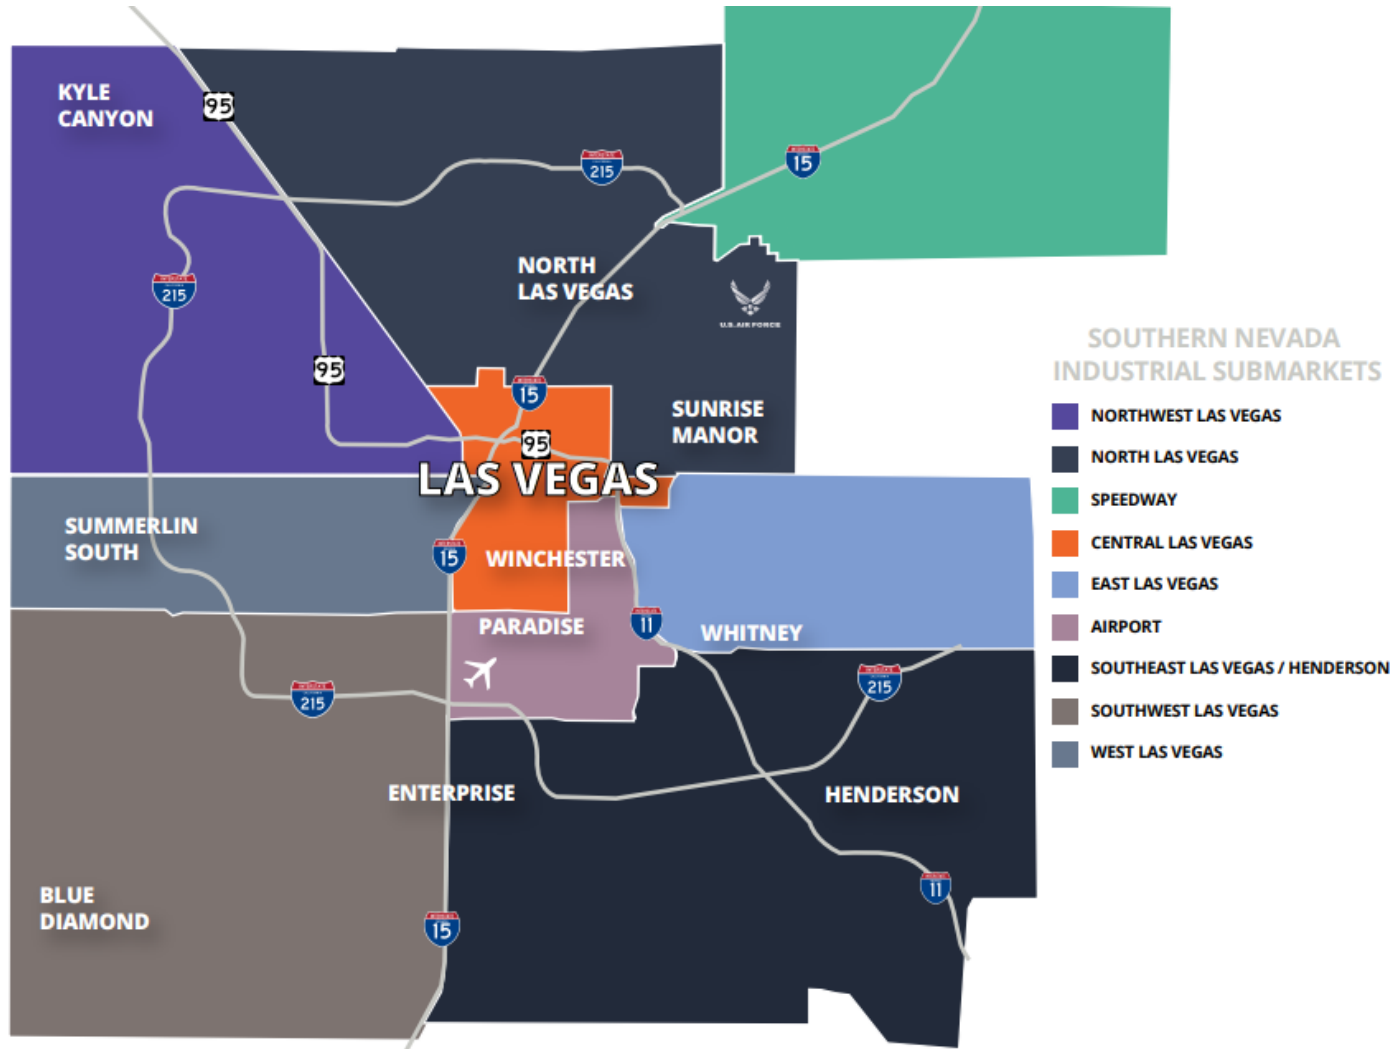 KYLE
CANYON
95
215
15
215
NORTH
LAS VEGAS
U.S. AIR FORCE
95
15
SUNRISE
MANOR
95
LAS VEGAS
SUMMERLIN
SOUTH
15
WINCHESTER
11
PARADISE
WHITNEY
215
215
ENTERPRISE
HENDERSON
BLUE
DIAMOND
11
15
SOUTHERN NEVADA
INDUSTRIAL SUBMARKETS
NORTHWEST LAS VEGAS
NORTH LAS VEGAS
SPEEDWAY
CENTRAL LAS VEGAS
EAST LAS VEGAS
AIRPORT
SOUTHEAST LAS VEGAS / HENDERSON
SOUTHWEST LAS VEGAS
WEST LAS VEGAS